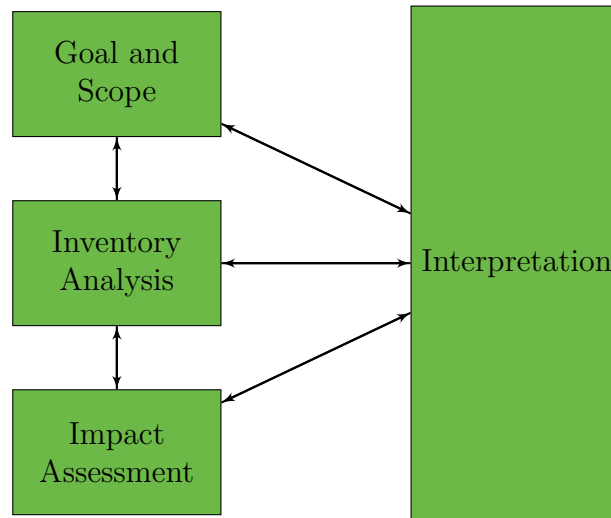 Goal and
Scope
Inventory
Analysis
Interpretation
Impact
Assessment